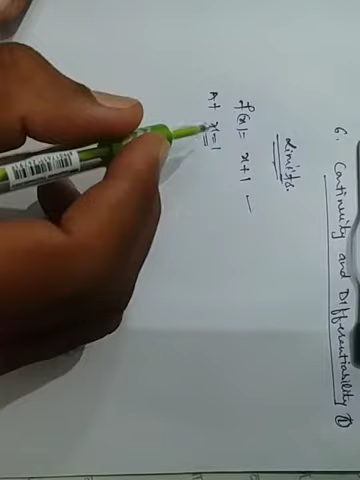 6. Continuity and Differentiability ①
Limits.
f(x) = x+1 —
At x=1